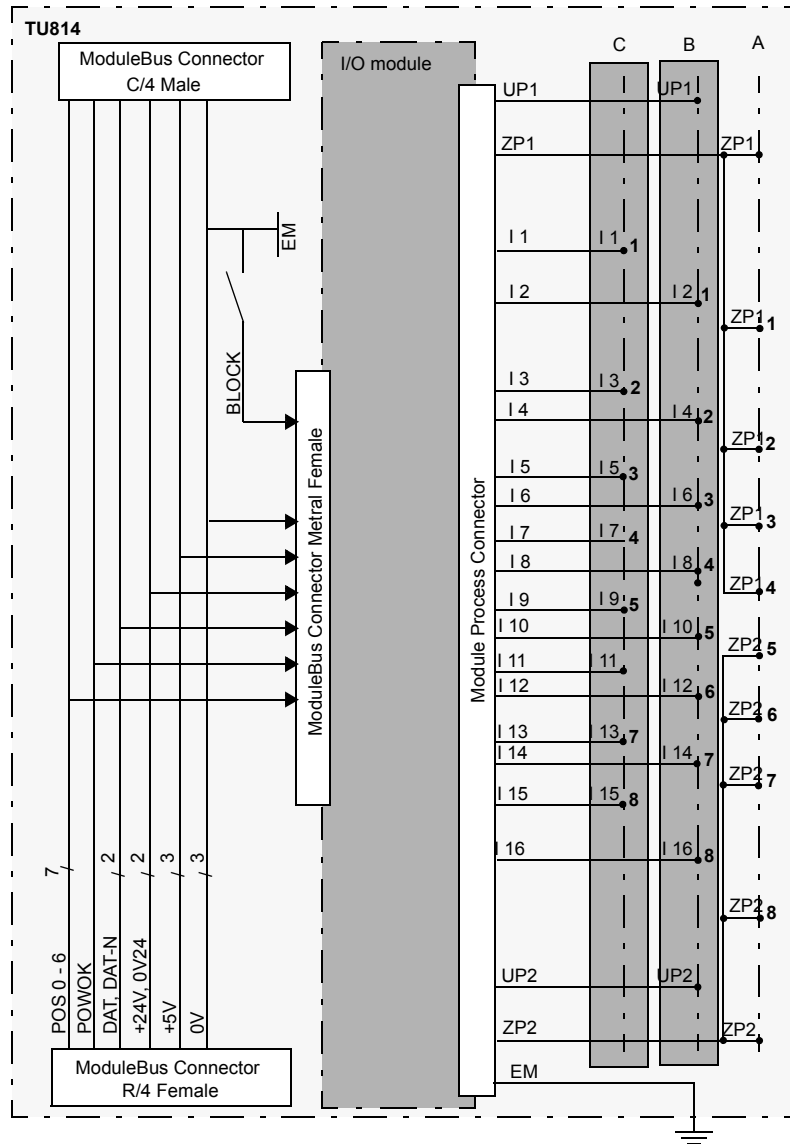 TU814
ModuleBus Connector
C/4 Male
I/O module
C
B
A
UP1
UP1
ZP1
ZP1
EM
I 1
I 1
1
I 2
I 2
1
ZP1
1
BLOCK
I 3
I 3
2
I 4
I 4
2
ZP1
2
I 5
I 5
3
I 6
I 6
3
ZP1
3
I 7
I 7
4
I 8
I 8
4
ZP1
4
I 9
I 9
5
I 10
I 10
5
ZP2
5
I 11
I 11
I 12
I 12
6
ZP2
6
I 13
I 13
7
I 14
I 14
7
ZP2
7
I 15
I 15
8
I 16
I 16
8
ZP2
8
ModuleBus Connector Metral Female
Module Process Connector
7
2
2
3
3
POS 0 - 6
POWOK
DAT, DAT-N
+24V, 0V24
+5V
0V
UP2
UP2
ZP2
ZP2
EM
ModuleBus Connector
R/4 Female